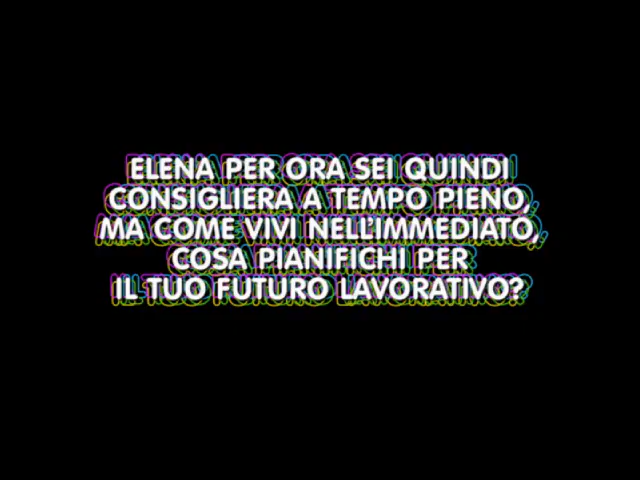 ELENA PER ORA SEI QUINDI
CONSIGLIERA A TEMPO PIENO,
MA COME VIVI NELL'IMMEDIATO,
COSA PIANIFICHI PER
IL TUO FUTURO LAVORATIVO?